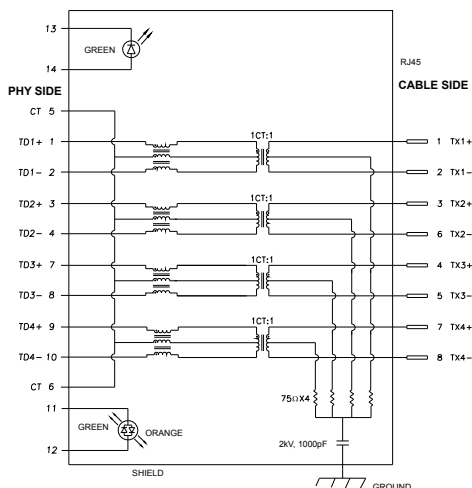 13
GREEN
14
RJ45
PHY SIDE
CABLE SIDE
CT 5
1CT:1
TD1+ 1
1 TX1+
TD1- 2
2 TX1-
1CT:1
TD2+ 3
3 TX2+
TD2- 4
6 TX2-
1CT:1
TD3+ 7
4 TX3+
TD3- 8
5 TX3-
1CT:1
TD4+ 9
7 TX4+
TD4- 10
8 TX4-
CT 6
75ΩX4
11
GREEN
ORANGE
2kV, 1000pF
12
SHIELD
GROUND